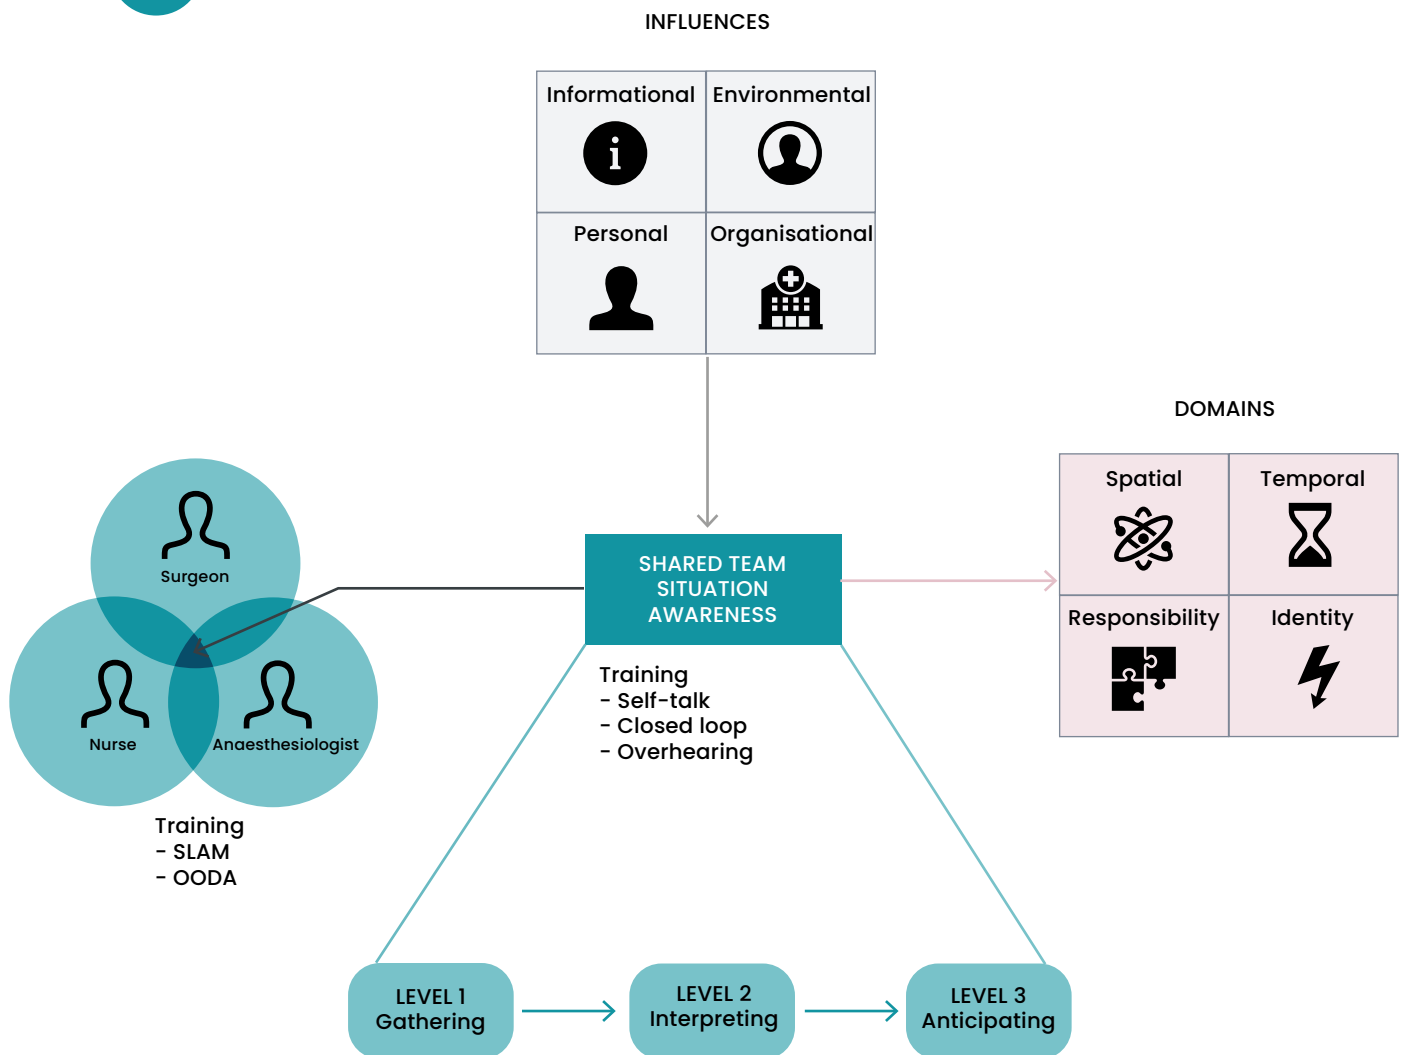 INFLUENCES
Informational
Environmental
i
Personal
Organisational
DOMAINS
Spatial
Temporal
Responsibility
Identity
SHARED TEAM
SITUATION
AWARENESS
Surgeon
Nurse
Anaesthesiologist
Training
- Self-talk
- Closed loop
- Overhearing
Training
- SLAM
- OODA
LEVEL 1
Gathering
LEVEL 2
Interpreting
LEVEL 3
Anticipating